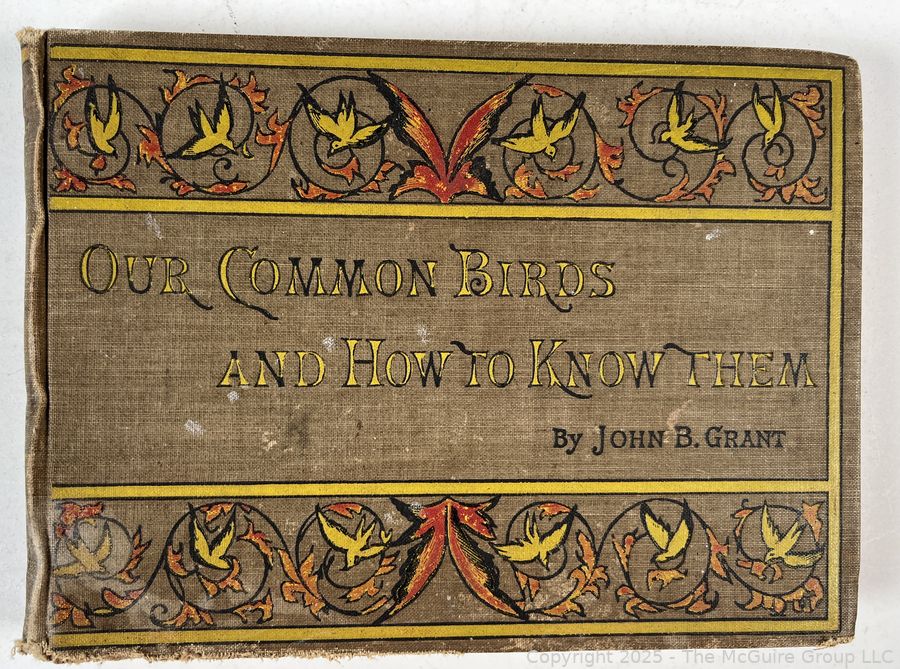 Our Common Birds
and How to Know them
By John B. Grant
Copyright 2025 - The McGuire Group LLC